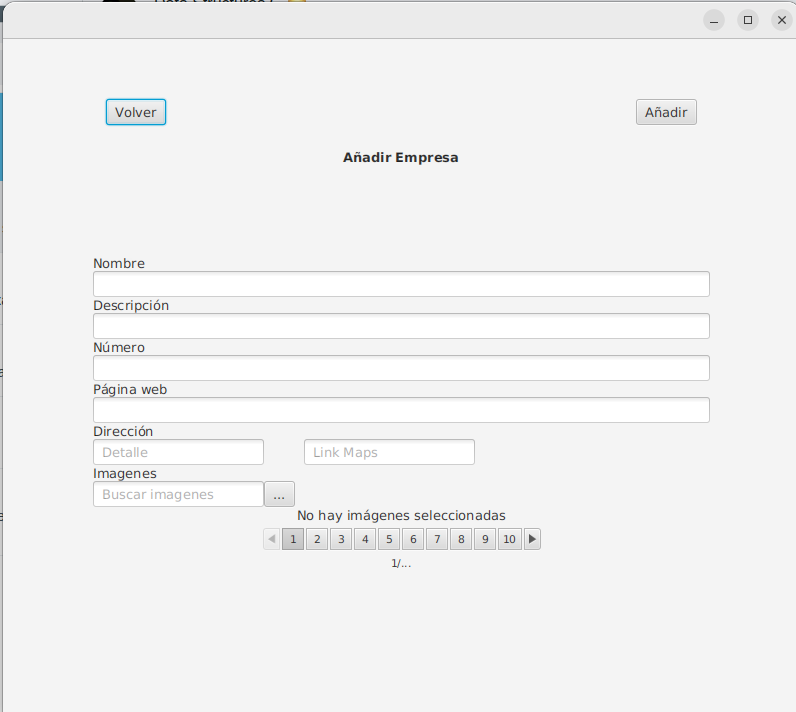 Volver
Añadir
Añadir Empresa
Nombre
Descripción
Número
Página web
Dirección
Detalle
Link Maps
Imagenes
Buscar imagenes
...
No hay imágenes seleccionadas
1 2 3 4 5 6 7 8 9 10
1/...